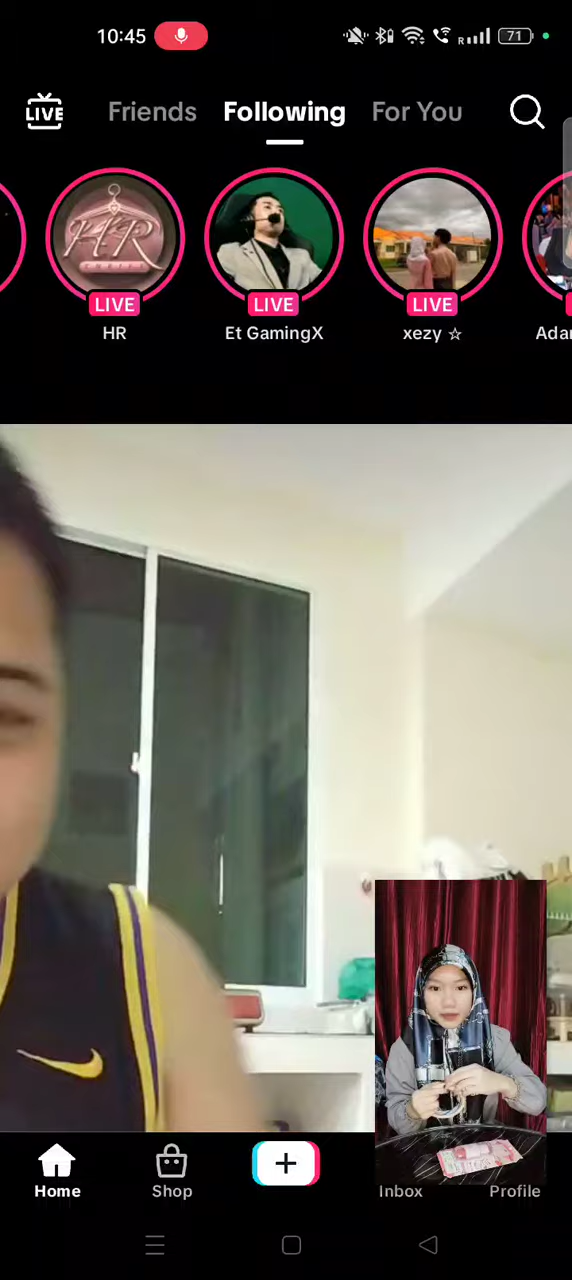 10:45
R
71
LIVE
Friends
Following
For You
HR
LIVE
LIVE
LIVE
HR
Et GamingX
xezy ☆
Adar
Home
Shop
Inbox
Profile